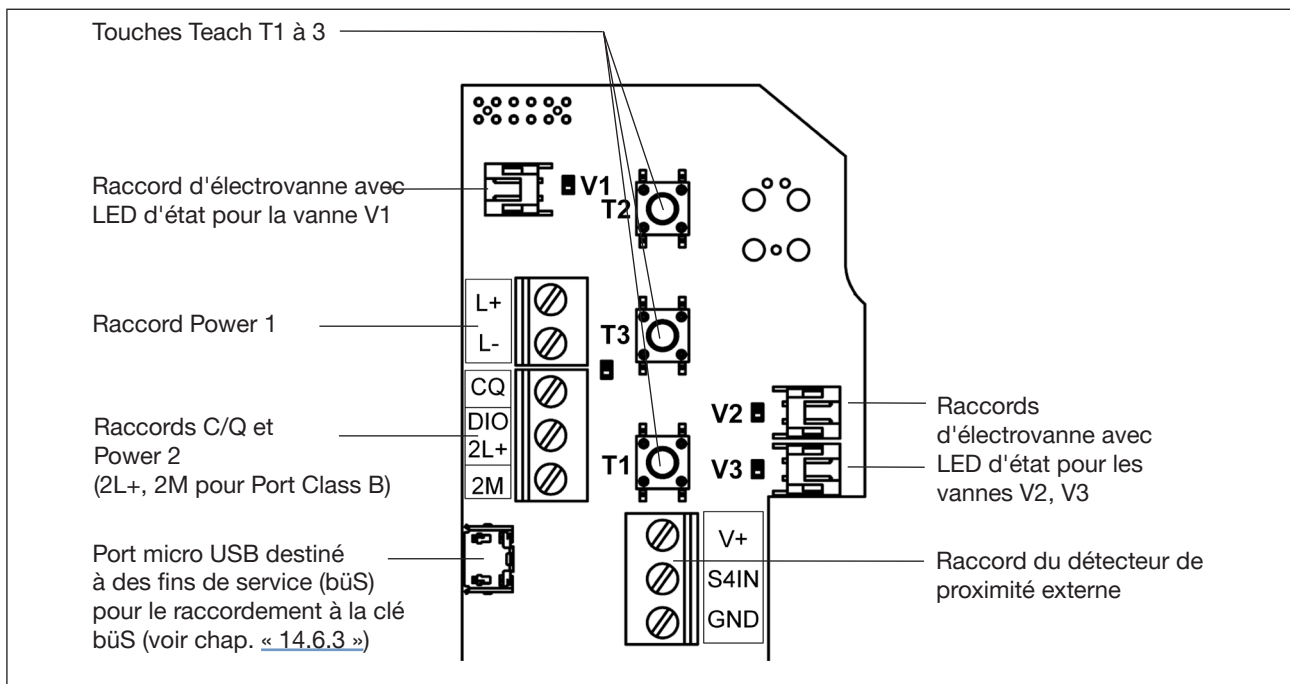 Touches Teach T1 à 3
Raccord d'électrovanne avec
LED d'état pour la vanne V1
Raccord Power 1
Raccords C/Q et
Power 2
(2L+, 2M pour Port Class B)
Port micro USB destiné
à des fins de service (büS)
pour le raccordement à la clé
büS (voir chap. « 14.6.3 »)
V1
T2
L+
L-
T3
CQ
DIO
2L+
2M
T1
V2
V3
V+
S4IN
GND
Raccords
d'électrovanne avec
LED d'état pour les
vannes V2, V3
Raccord du détecteur de
proximité externe